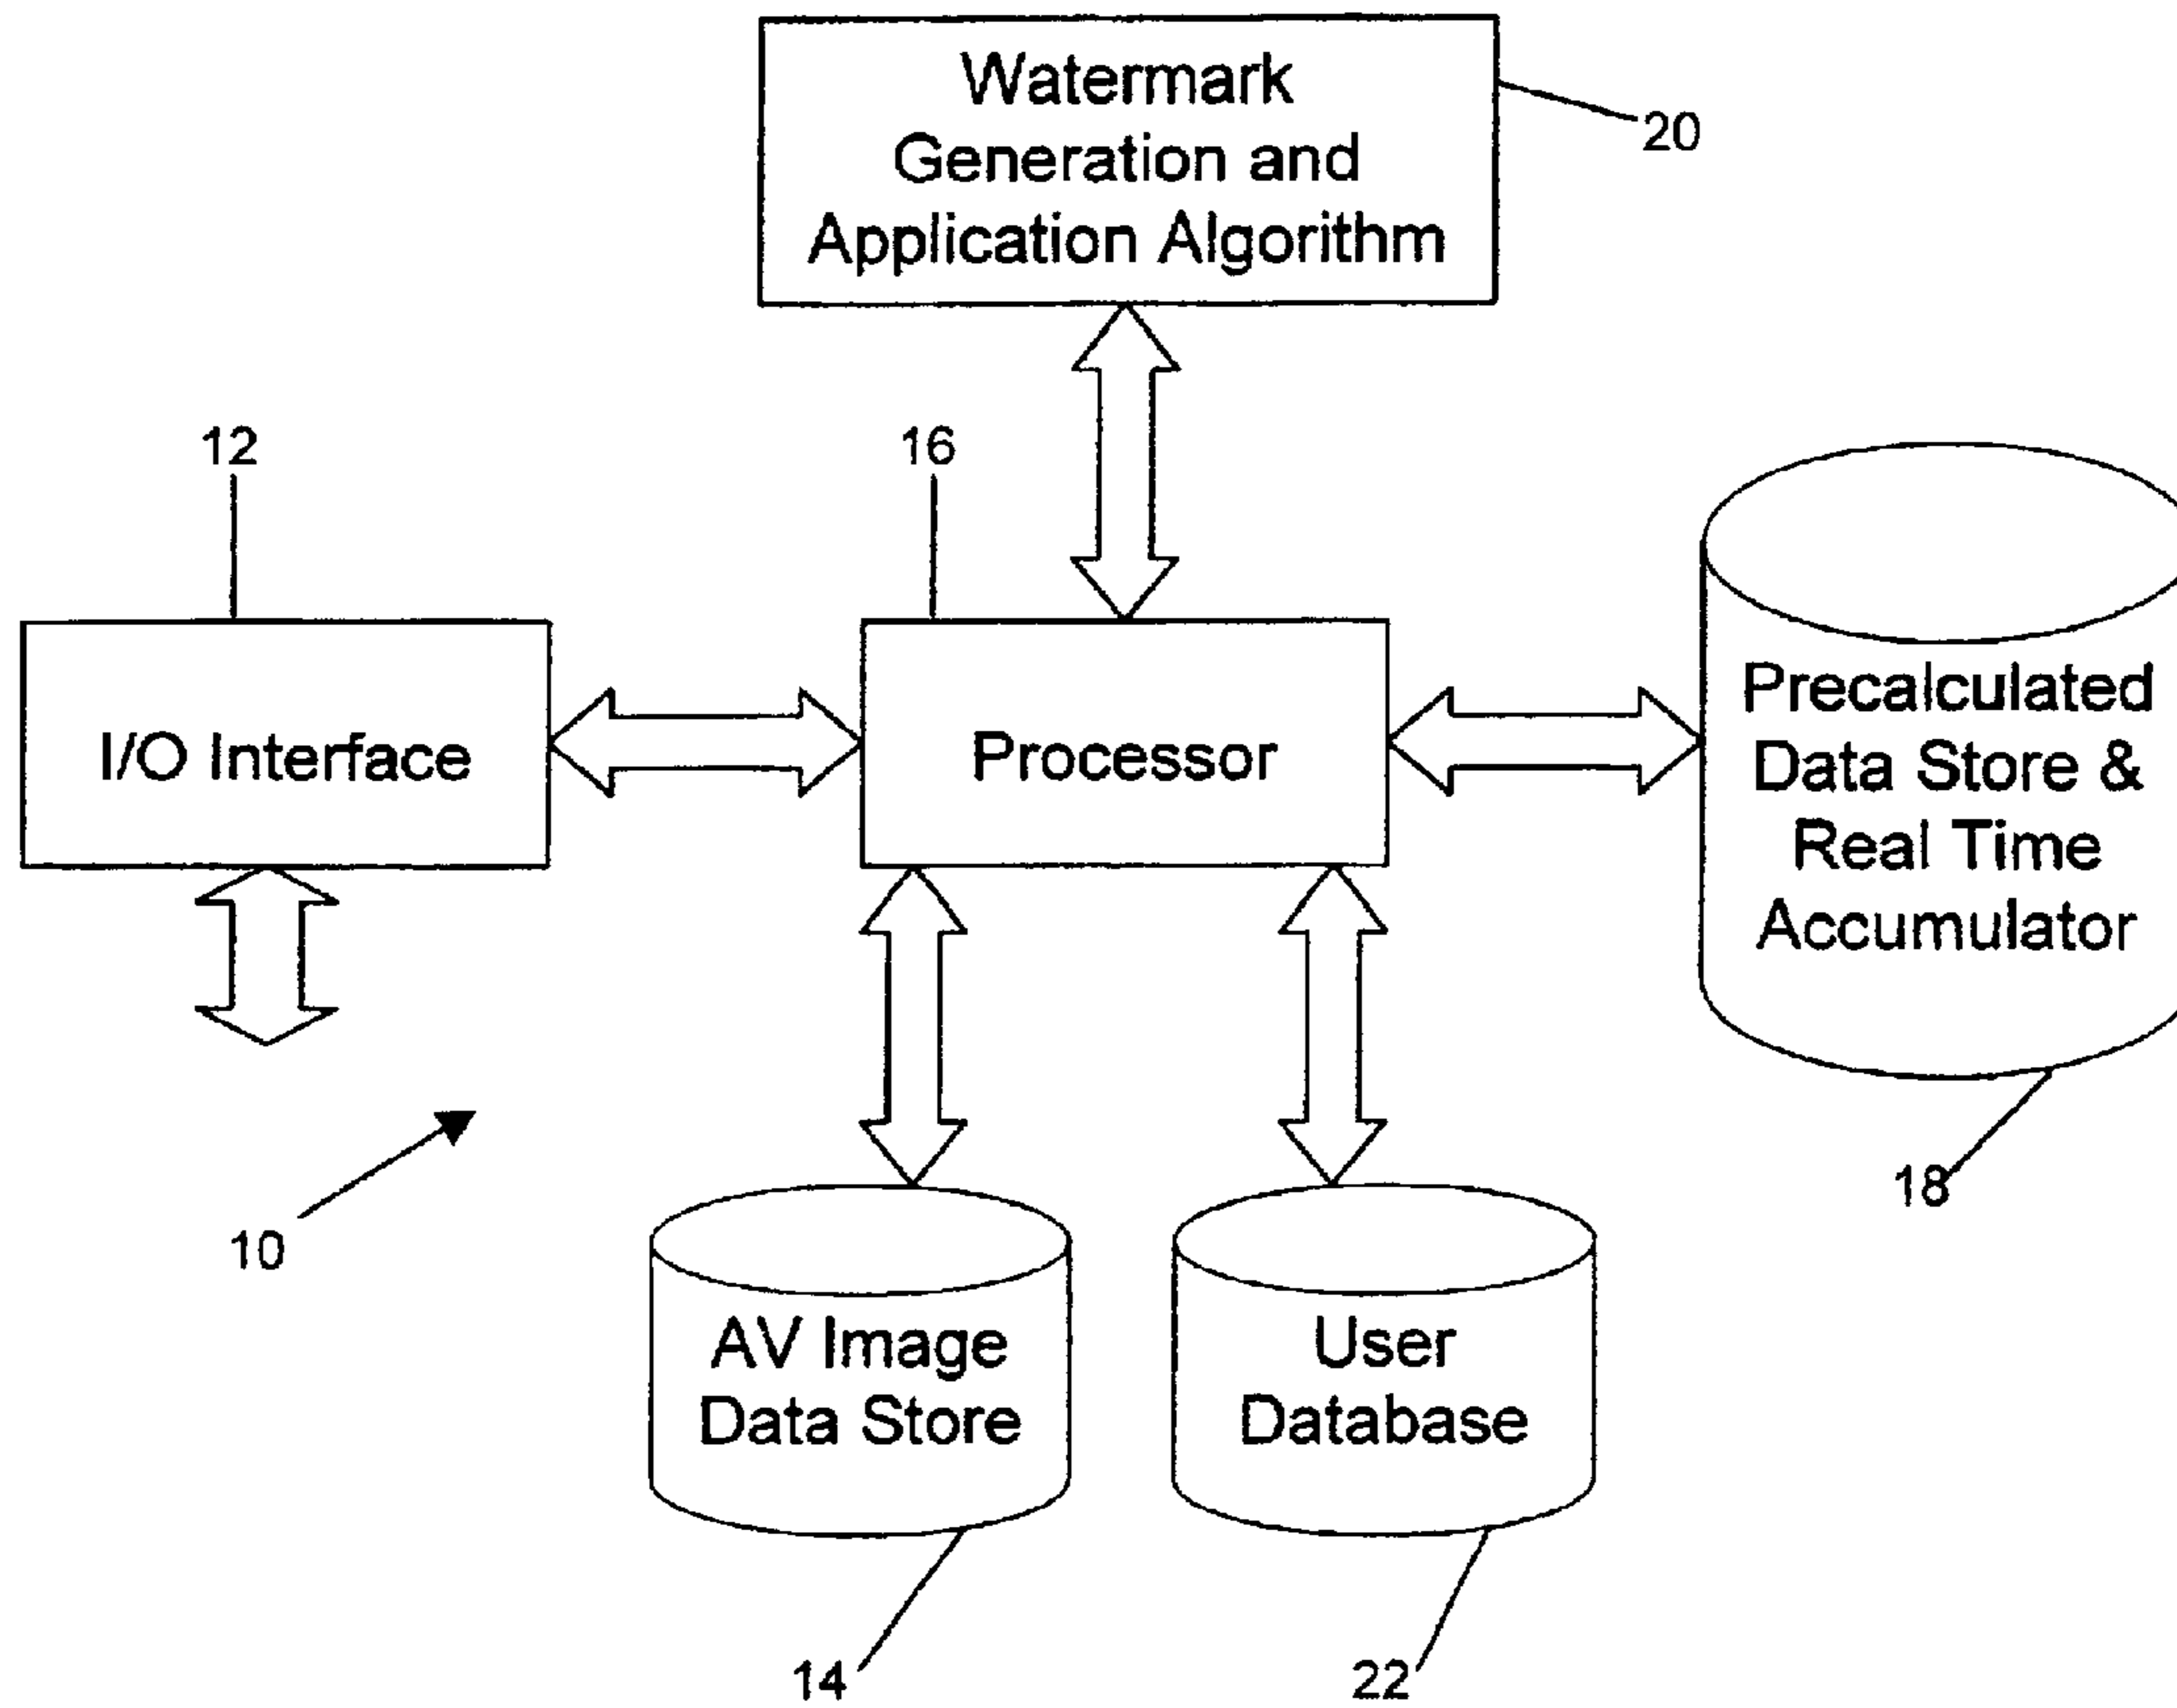 Watermark
Generation and
Application Algorithm
20
12
16
I/O Interface
Processor
Precalculated
Data Store &
Real Time
Accumulator
18
10
AV Image
Data Store
User
Database
14
22